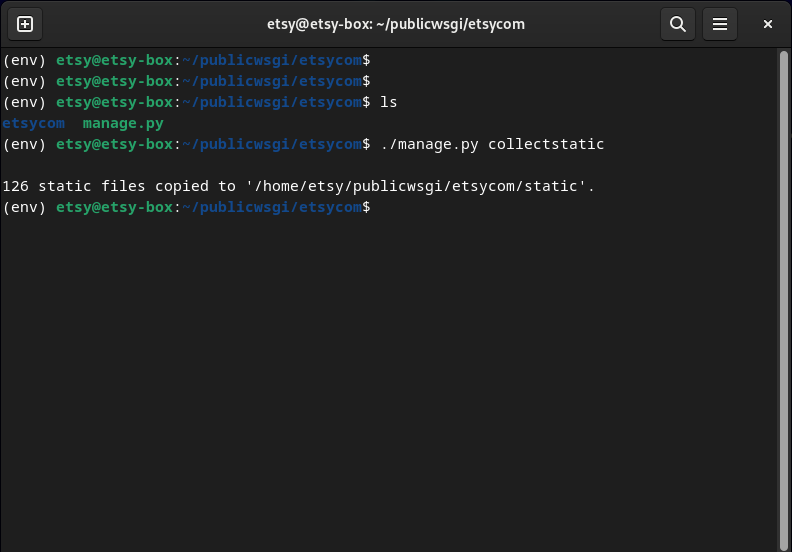 etsy@etsy-box: ~/publicwsgi/etsycom
(env) etsy@etsy-box:~/publicwsgi/etsycom$
(env) etsy@etsy-box:~/publicwsgi/etsycom$
(env) etsy@etsy-box:~/publicwsgi/etsycom$ ls
etsycom  manage.py
(env) etsy@etsy-box:~/publicwsgi/etsycom$ ./manage.py collectstatic
126 static files copied to '/home/etsy/publicwsgi/etsycom/static'.
(env) etsy@etsy-box:~/publicwsgi/etsycom$